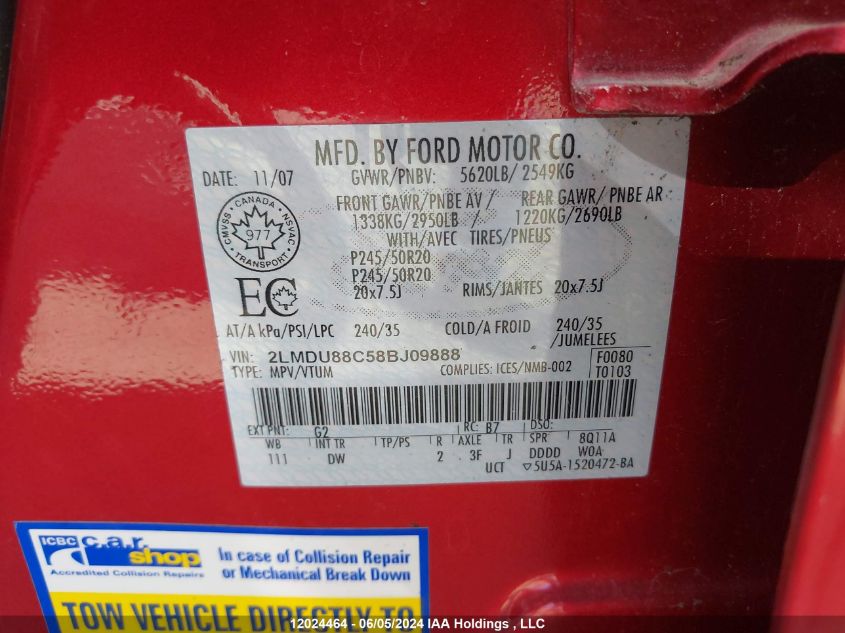 MFD. BY FORD MOTOR CO.
DATE: 11/07 GVWR/PNBV: 5620LB/ 2549KG
FRONT GAWR/PNBE AV / REAR GAWR/ PNBE AR
1338KG/2950LB / 1220KG/2690LB
WITH/AVEC TIRES/PNEUS
CMVSS • CANADA • NSVAC
977
TRANSPORT
P245/50R20
P245/50R20
EC 20x7.5J RIMS/JANTES 20x7.5J
AT/A kPa/PSI/LPC 240/35 COLD/A FROID 240/35
/JUMELEES
VIN: 2LMDU88C58BJ09888 F0080
TYPE: MPV/VTUM COMPLIES: ICES/NMB-002 T0103
EXT PNT: G2 RC: B7 DSO:
WB INT TR TP/PS R AXLE TR SPR 8Q11A
111 DW 2 3F J DDDD W0A
UCT ▽5U5A-1520472-BA
ICBC c.a.r. shop
Accredited Collision Repairs
In case of Collision Repair
or Mechanical Break Down
TOW VEHICLE DIRECTLY TO
12024464 - 06/05/2024 IAA Holdings , LLC